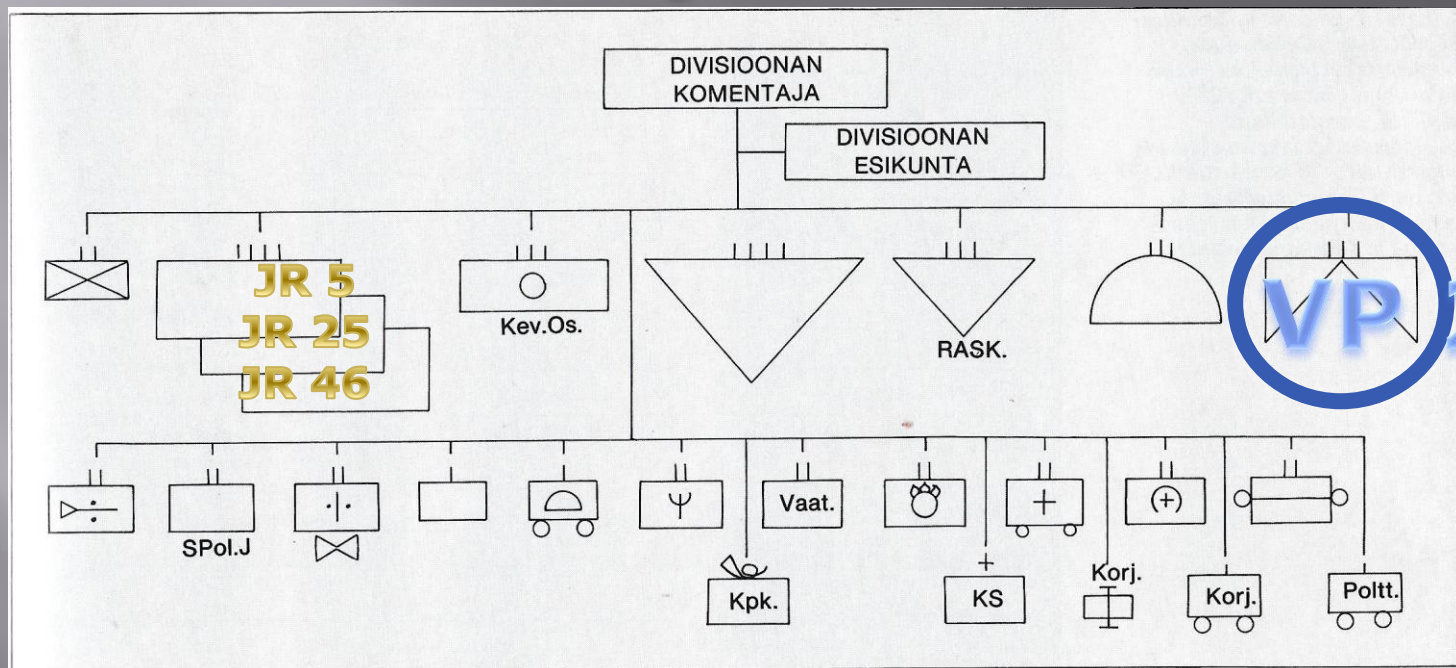 DIVISIOONAN
KOMENTAJA
DIVISIOONAN
ESIKUNTA
JR 5
JR 25
JR 46
Kev.Os.
RASK.
VP
SPol.J
Vaat.
Kpk.
KS
Korj.
Korj.
Poltt.